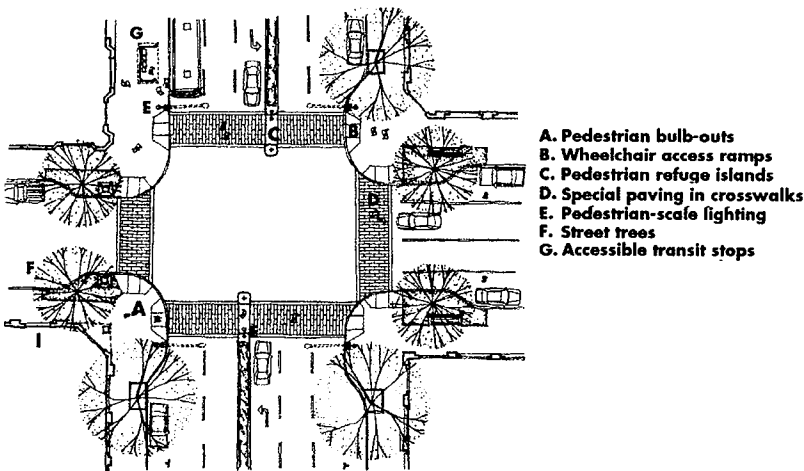 G
E
C
B
D
F
A
E
I
A. Pedestrian bulb-outs
B. Wheelchair access ramps
C. Pedestrian refuge islands
D. Special paving in crosswalks
E. Pedestrian-scale lighting
F. Street trees
G. Accessible transit stops